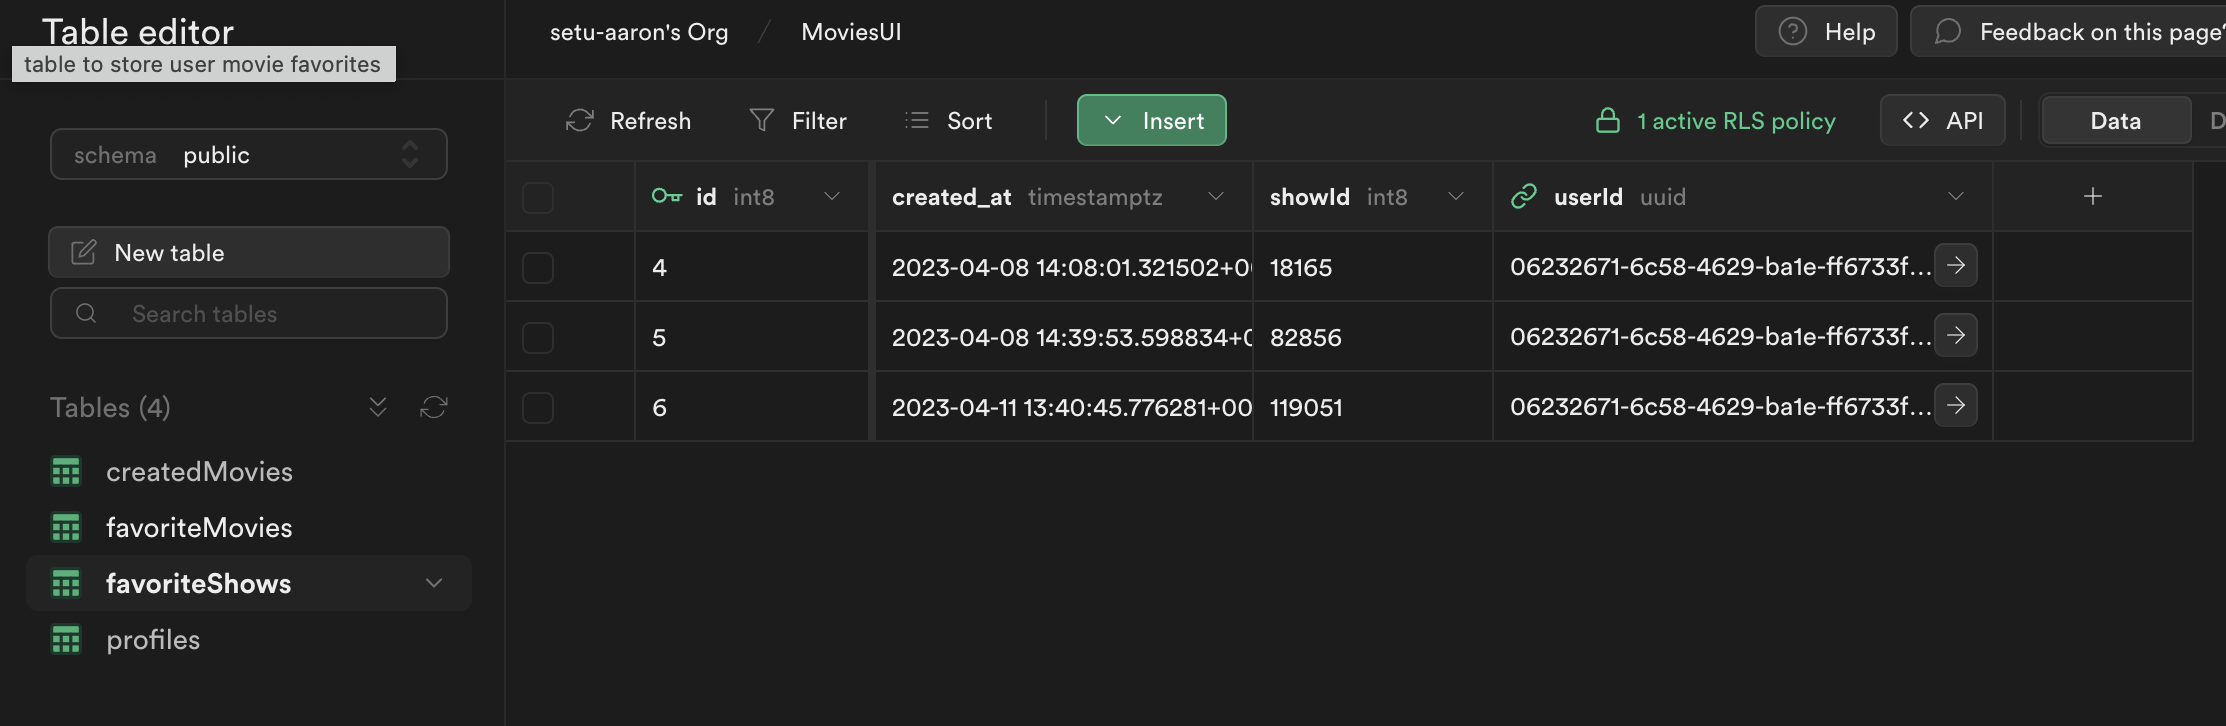 Table editor
table to store user movie favorites
setu-aaron's Org / MoviesUI
Help
Feedback on this page?
schema public
New table
Search tables
Tables (4)
createdMovies
favoriteMovies
favoriteShows
profiles
Refresh Filter Sort Insert 1 active RLS policy <> API Data D
id int8 created_at timestamptz showId int8 userId uuid +
4 2023-04-08 14:08:01.321502+0 18165 06232671-6c58-4629-ba1e-ff6733f...
5 2023-04-08 14:39:53.598834+0 82856 06232671-6c58-4629-ba1e-ff6733f...
6 2023-04-11 13:40:45.776281+00 119051 06232671-6c58-4629-ba1e-ff6733f...